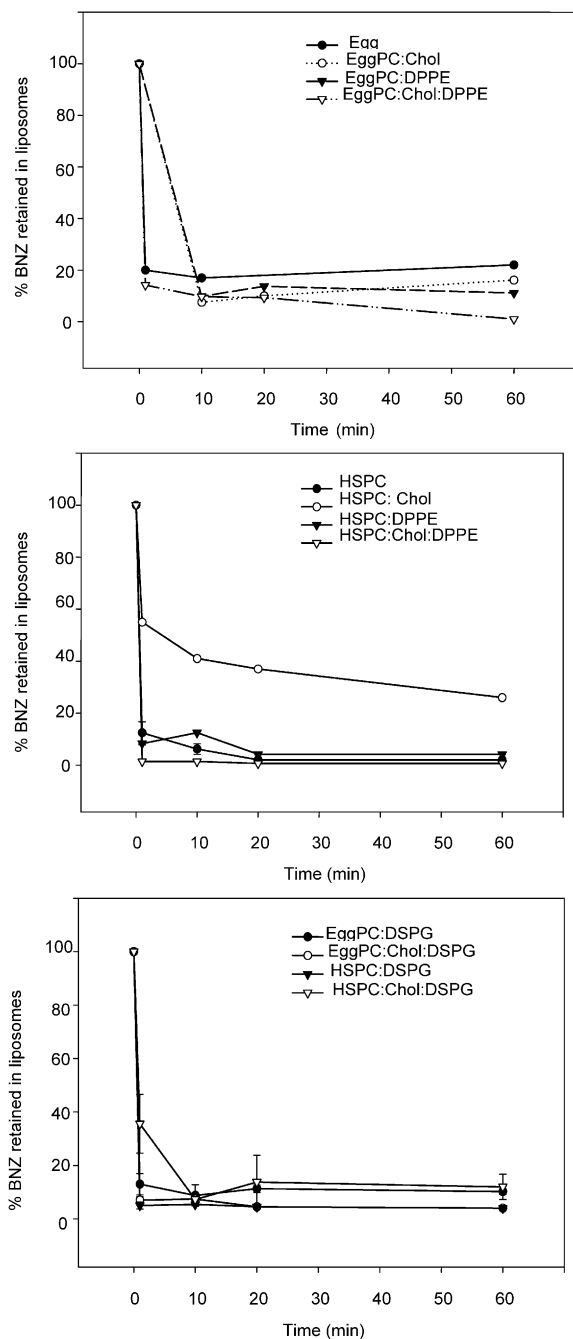 Egg
EggPC:Chol
EggPC:DPPE
EggPC:Chol:DPPE
% BNZ retained in liposomes
100
80
60
40
20
0
0 10 20 30 40 50 60
Time (min)
HSPC
HSPC: Chol
HSPC:DPPE
HSPC:Chol:DPPE
% BNZ retained in liposomes
100
80
60
40
20
0
0 10 20 30 40 50 60
Time (min)
EggPC:DSPG
EggPC:Chol:DSPG
HSPC:DSPG
HSPC:Chol:DSPG
% BNZ retained in liposomes
100
80
60
40
20
0
0 10 20 30 40 50 60
Time (min)